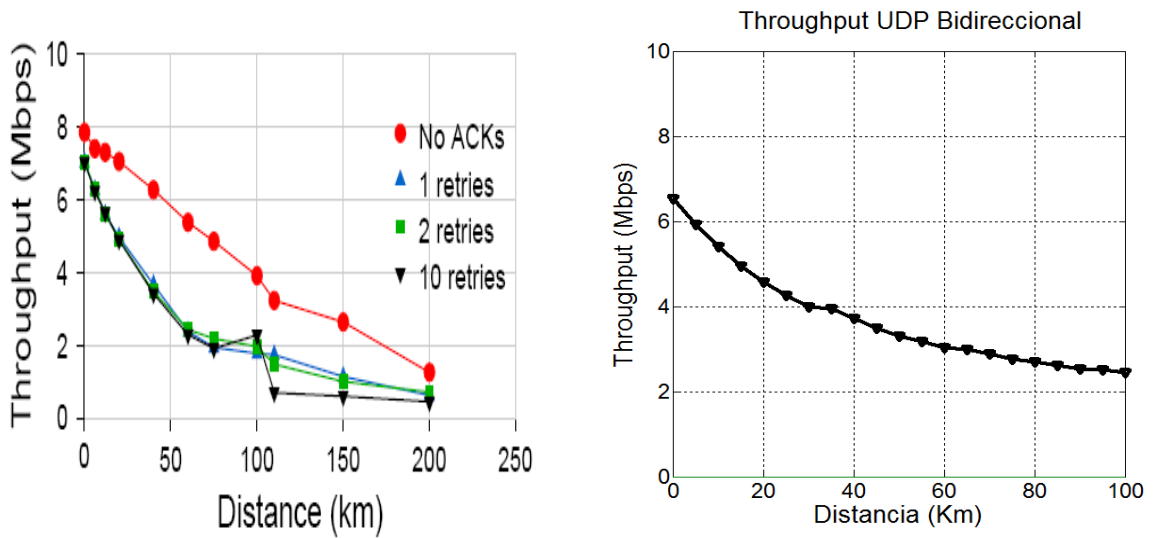 Throughput (Mbps)
10
8
6
4
2
0
No ACKs
1 retries
2 retries
10 retries
0 50 100 150 200 250
Distance (km)
Throughput UDP Bidireccional
Throughput (Mbps)
10
8
6
4
2
0
0 20 40 60 80 100
Distancia (Km)